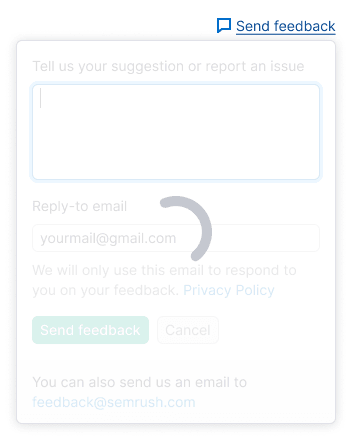 Send feedback
Tell us your suggestion or report an issue
Reply-to email
yourmail@gmail.com
We will only use this email to respond to
you on your feedback. Privacy Policy
Send feedback Cancel
You can also send us an email to
feedback@semrush.com